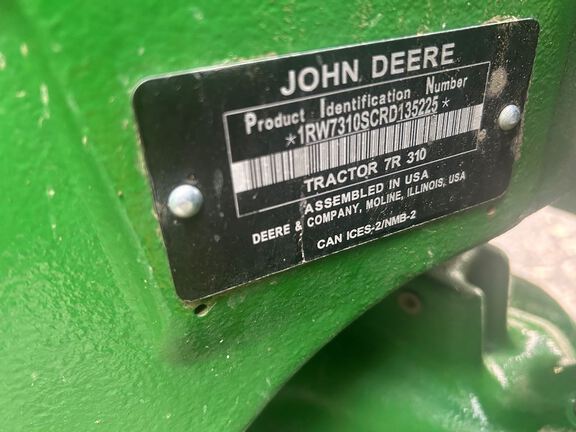 JOHN DEERE
Product Identification Number
*1RW7310SCRD135225*
TRACTOR 7R 310
ASSEMBLED IN USA
DEERE & COMPANY, MOLINE, ILLINOIS, USA
CAN ICES-2/NMB-2